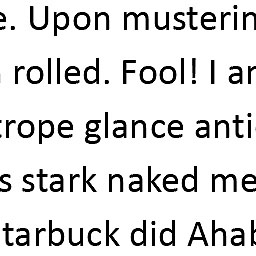 e. Upon musterin
rolled. Fool! I ar
trope glance anti
s stark naked me
tarbuck did Ahab